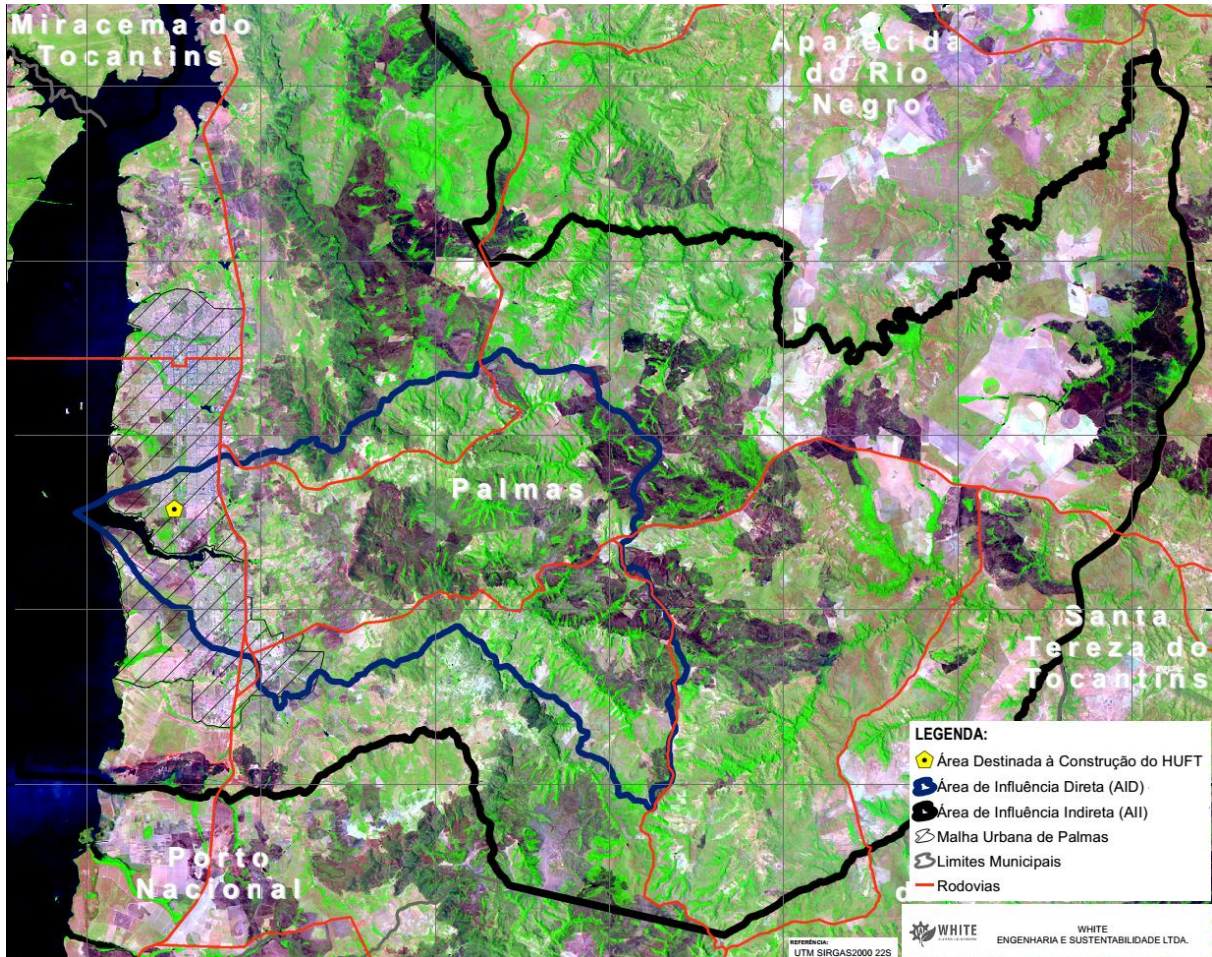 Miracema do
Tocantins
Aparecida
do Rio
Negro
Palmas
Santa
Tereza do
Tocantins
Porto
Nacional
d
LEGENDA:
Área Destinada à Construção do HUFT
Área de Influência Direta (AID)
Área de Influência Indireta (AII)
Malha Urbana de Palmas
Limites Municipais
Rodovias
REFERÊNCIA:
UTM SIRGAS2000 22S
WHITE
WHITE
ENGENHARIA E SUSTENTABILIDADE LTDA.